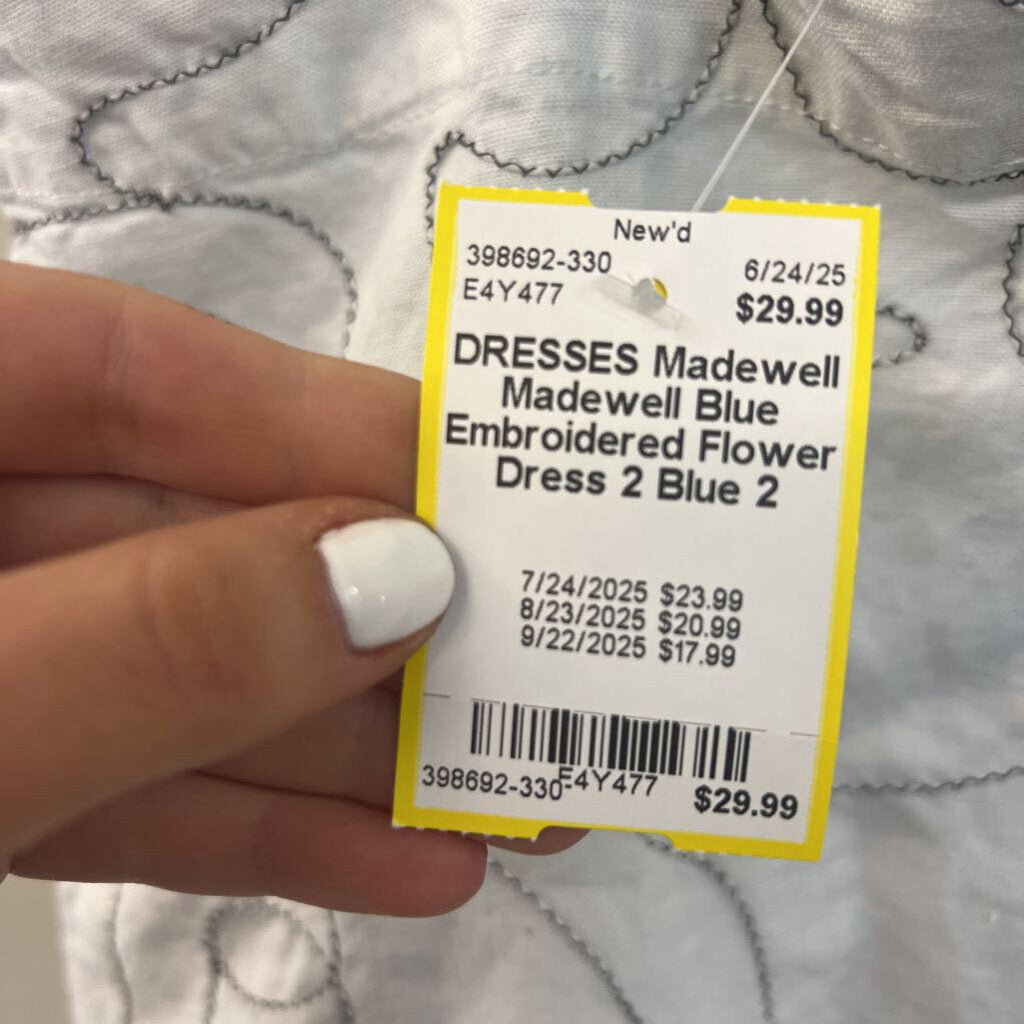 New'd
398692-330
6/24/25
E4Y477
$29.99
DRESSES Madewell
Madewell Blue
Embroidered Flower
Dress 2 Blue 2
7/24/2025 $23.99
8/23/2025 $20.99
9/22/2025 $17.99
398692-330 E4Y477
$29.99